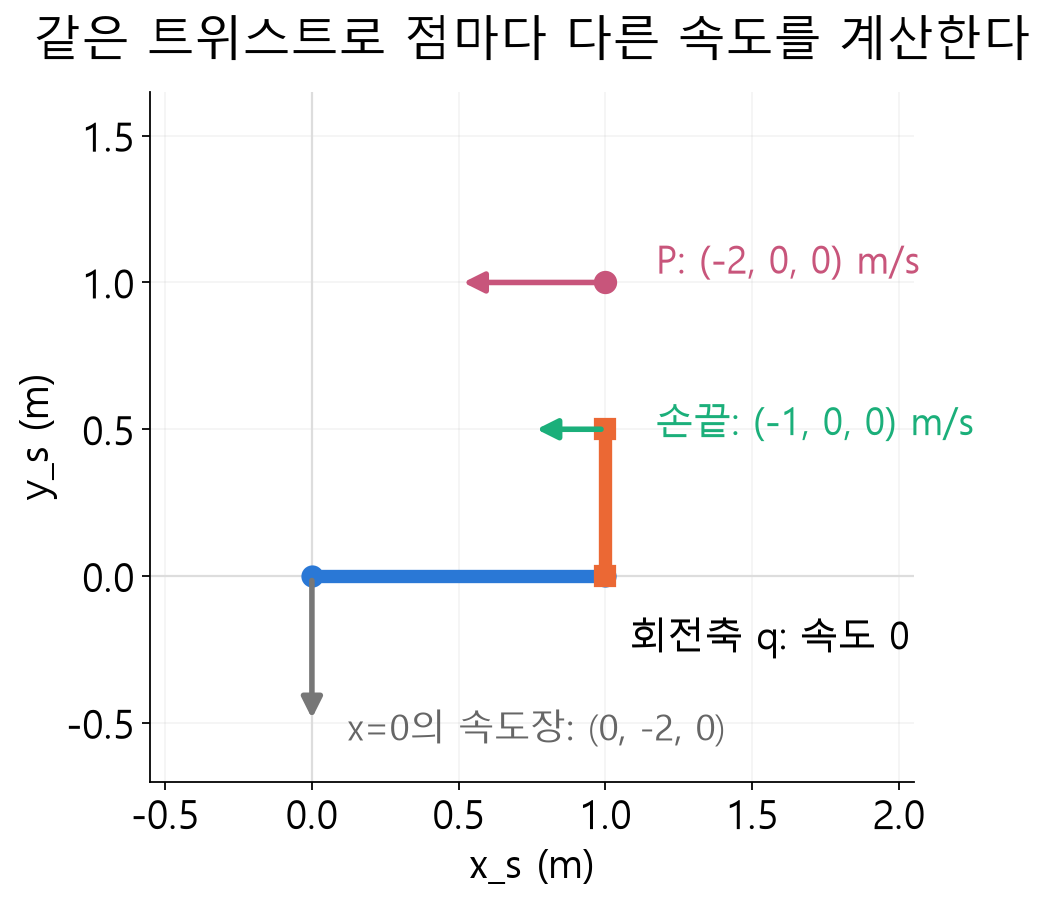 같은 트위스트로 점마다 다른 속도를 계산한다
1.5
1.0
0.5
0.0
-0.5
y_s (m)
P: (-2, 0, 0) m/s
손끝: (-1, 0, 0) m/s
회전축 q: 속도 0
x=0의 속도장: (0, -2, 0)
-0.5
0.0
0.5
1.0
1.5
2.0
x_s (m)